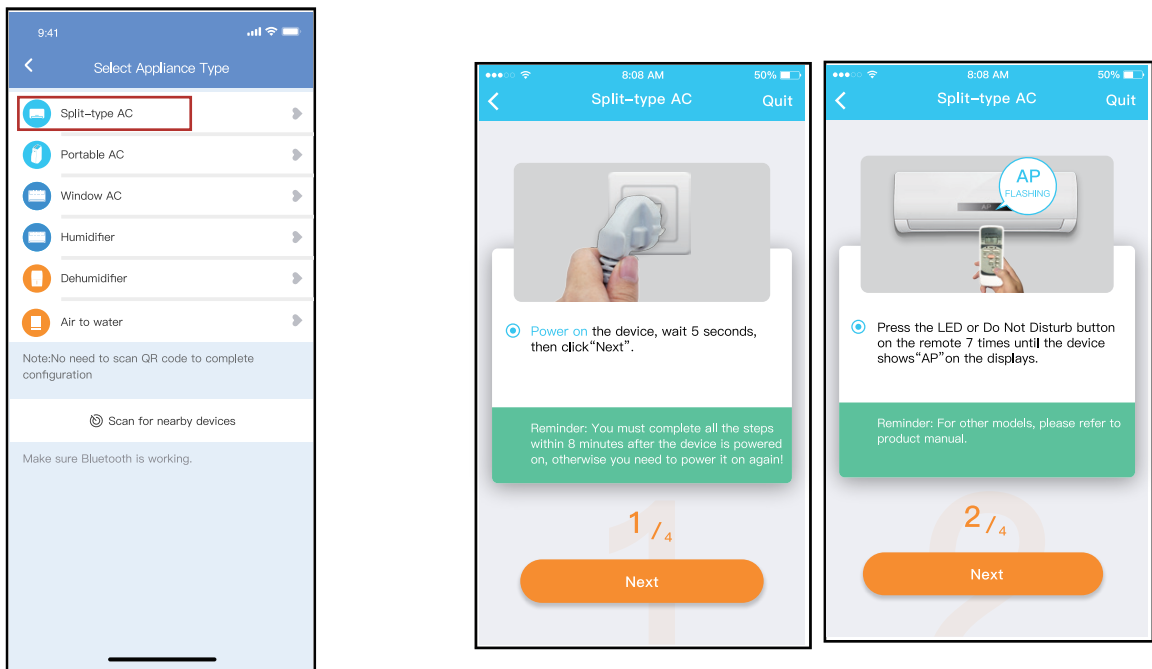 9:41
Select Appliance Type
Split-type AC
Portable AC
Window AC
Humidifier
Dehumidifier
Air to water
Note:No need to scan QR code to complete
configuration
Scan for nearby devices
Make sure Bluetooth is working.
8:08 AM
50%
Split-type AC
Quit
Power on the device, wait 5 seconds,
then click“Next”.
Reminder: You must complete all the steps
within 8 minutes after the device is powered
on, otherwise you need to power it on again!
1
1/4
Next
8:08 AM
50%
Split-type AC
Quit
AP
FLASHING
AP
Press the LED or Do Not Disturb button
on the remote 7 times until the device
shows“AP”on the displays.
Reminder: For other models, please refer to
product manual.
2
2/4
Next